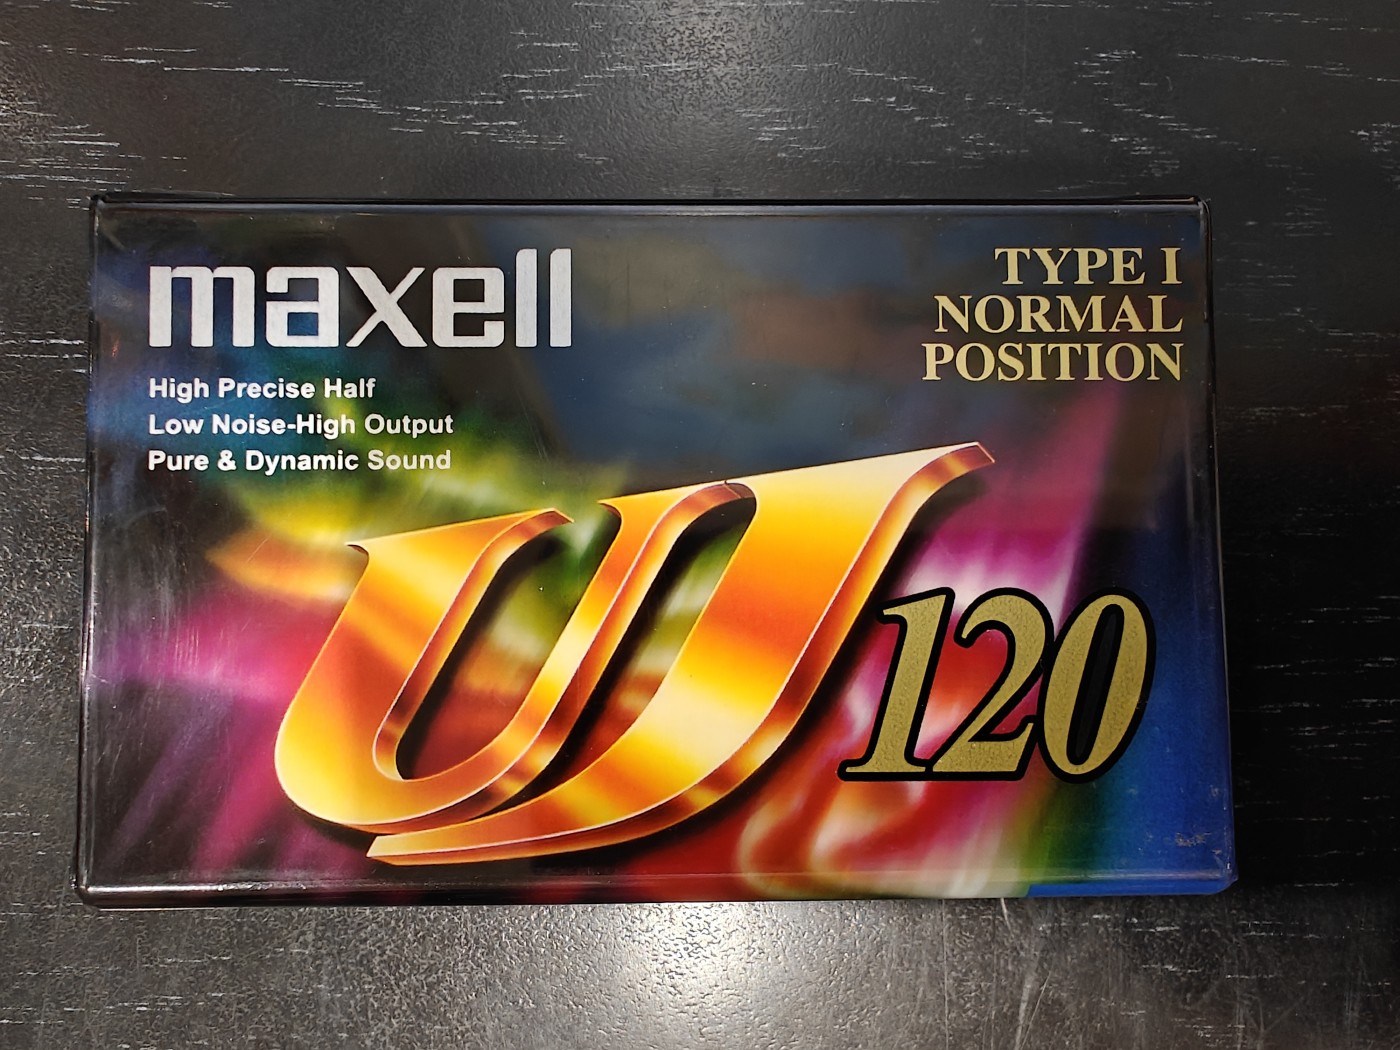 maxell
High Precise Half
Low Noise-High Output
Pure & Dynamic Sound
TYPE I
NORMAL
POSITION
UJ
120